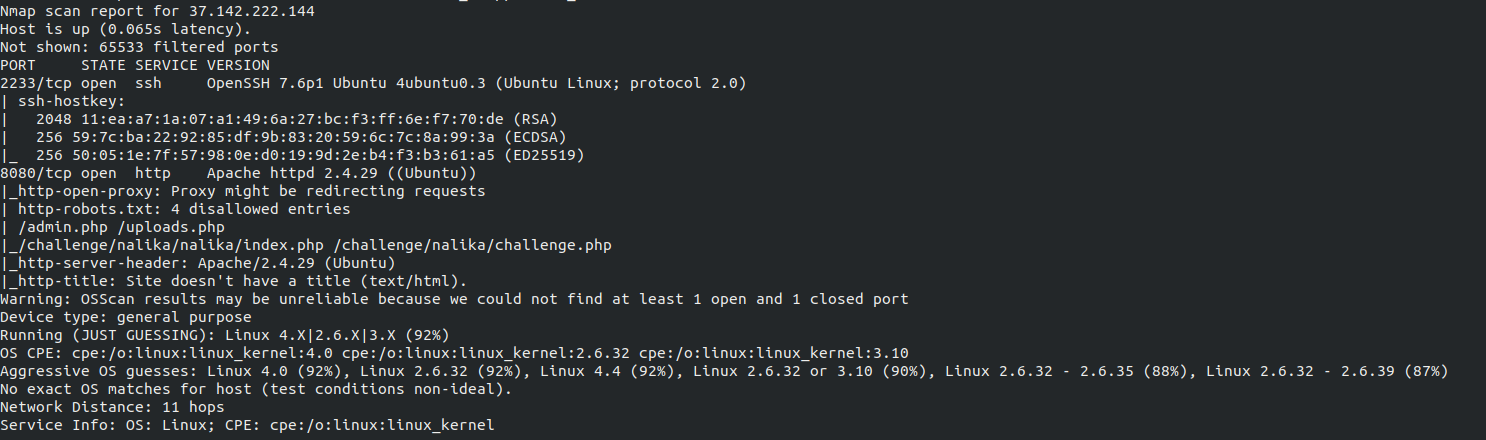 Nmap scan report for 37.142.222.144
Host is up (0.065s latency).
Not shown: 65533 filtered ports
PORT     STATE SERVICE VERSION
2233/tcp open  ssh     OpenSSH 7.6p1 Ubuntu 4ubuntu0.3 (Ubuntu Linux; protocol 2.0)
| ssh-hostkey:
|   2048 11:ea:a7:1a:07:a1:49:6a:27:bc:f3:ff:6e:f7:70:de (RSA)
|   256 59:7c:ba:22:92:85:df:9b:83:20:59:6c:7c:8a:99:3a (ECDSA)
|_  256 50:05:1e:7f:57:98:0e:d0:19:9d:2e:b4:f3:b3:61:a5 (ED25519)
8080/tcp open  http    Apache httpd 2.4.29 ((Ubuntu))
|_http-open-proxy: Proxy might be redirecting requests
| http-robots.txt: 4 disallowed entries
| /admin.php /uploads.php
|_/challenge/nalika/nalika/index.php /challenge/nalika/challenge.php
|_http-server-header: Apache/2.4.29 (Ubuntu)
|_http-title: Site doesn't have a title (text/html).
Warning: OSScan results may be unreliable because we could not find at least 1 open and 1 closed port
Device type: general purpose
Running (JUST GUESSING): Linux 4.X|2.6.X|3.X (92%)
OS CPE: cpe:/o:linux:linux_kernel:4.0 cpe:/o:linux:linux_kernel:2.6.32 cpe:/o:linux:linux_kernel:3.10
Aggressive OS guesses: Linux 4.0 (92%), Linux 2.6.32 (92%), Linux 4.4 (92%), Linux 2.6.32 or 3.10 (90%), Linux 2.6.32 - 2.6.35 (88%), Linux 2.6.32 - 2.6.39 (87%)
No exact OS matches for host (test conditions non-ideal).
Network Distance: 11 hops
Service Info: OS: Linux; CPE: cpe:/o:linux:linux_kernel